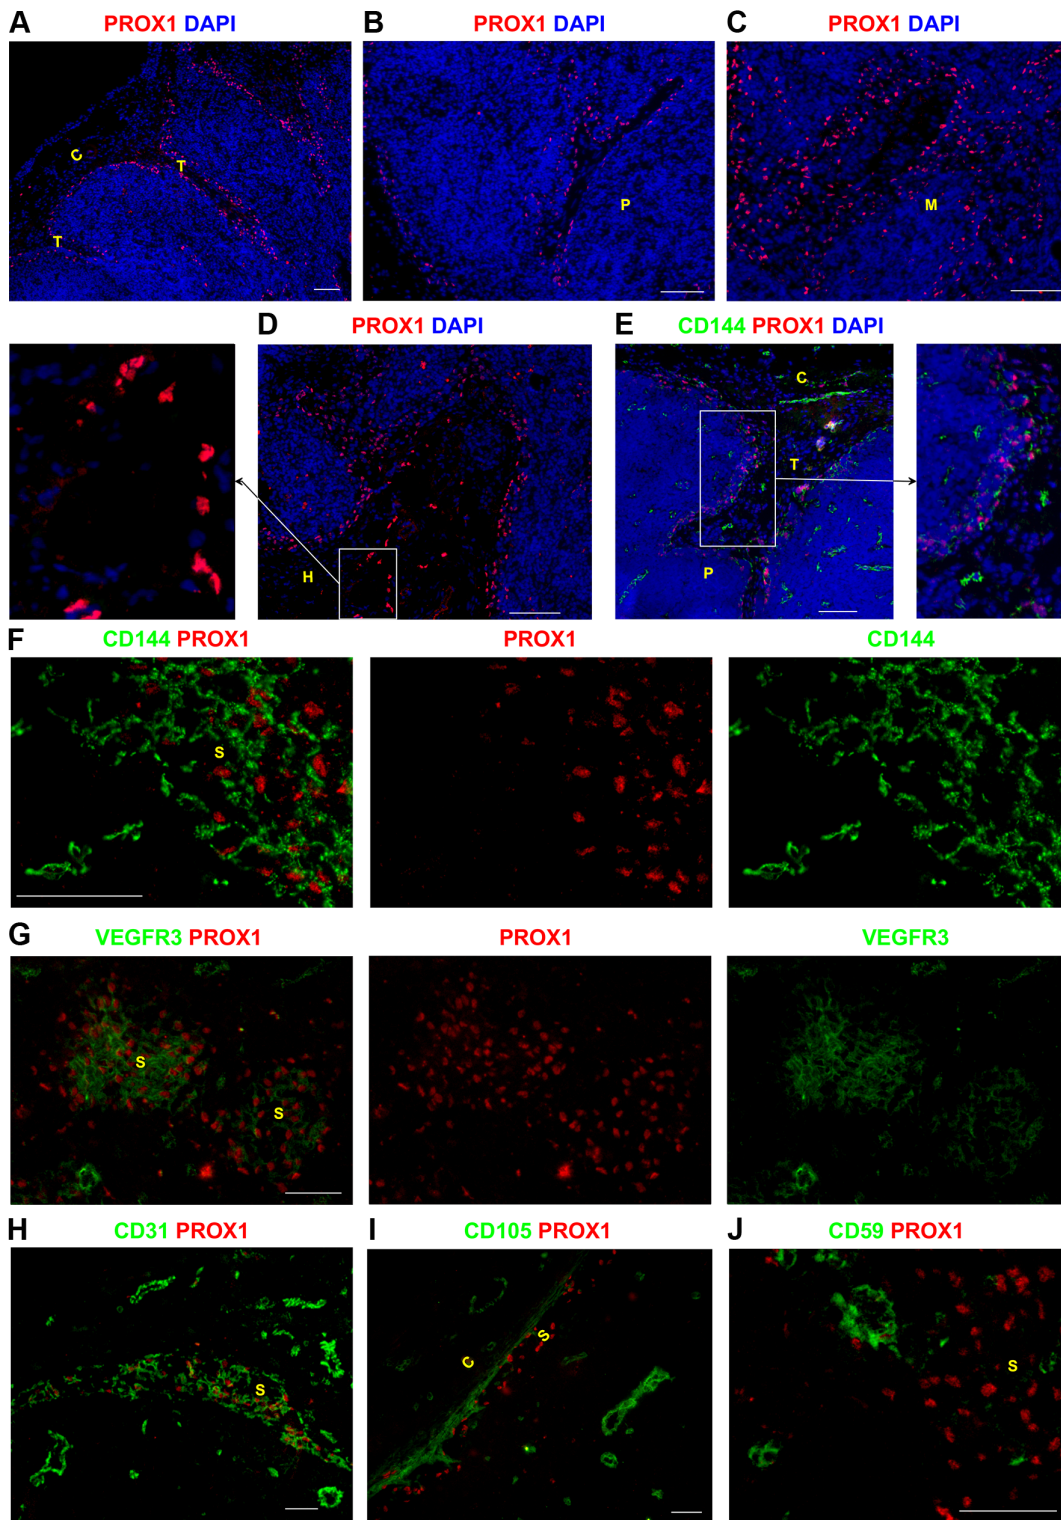 A PROX1 DAPI
B PROX1 DAPI
C PROX1 DAPI
C
T
T
P
M
D PROX1 DAPI
E CD144 PROX1 DAPI
H
C
T
P
F CD144 PROX1
PROX1
CD144
S
G VEGFR3 PROX1
PROX1
VEGFR3
S
S
H CD31 PROX1
I CD105 PROX1
J CD59 PROX1
S
C
S
S